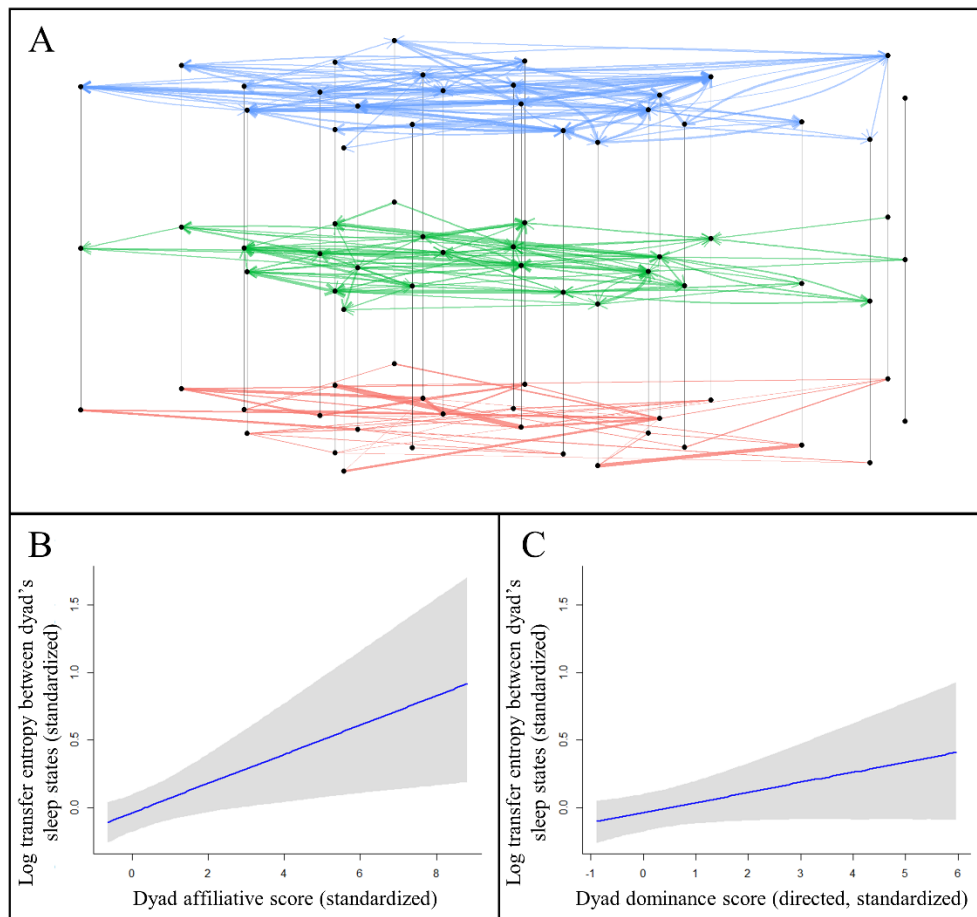 A
B
Log transfer entropy between dyad's
sleep states (standardized)
0.0
0.5
1.0
1.5
0 2 4 6 8
Dyad affiliative score (standardized)
C
Log transfer entropy between dyad's
sleep states (standardized)
0.0
0.5
1.0
1.5
-1 0 1 2 3 4 5 6
Dyad dominance score (directed, standardized)